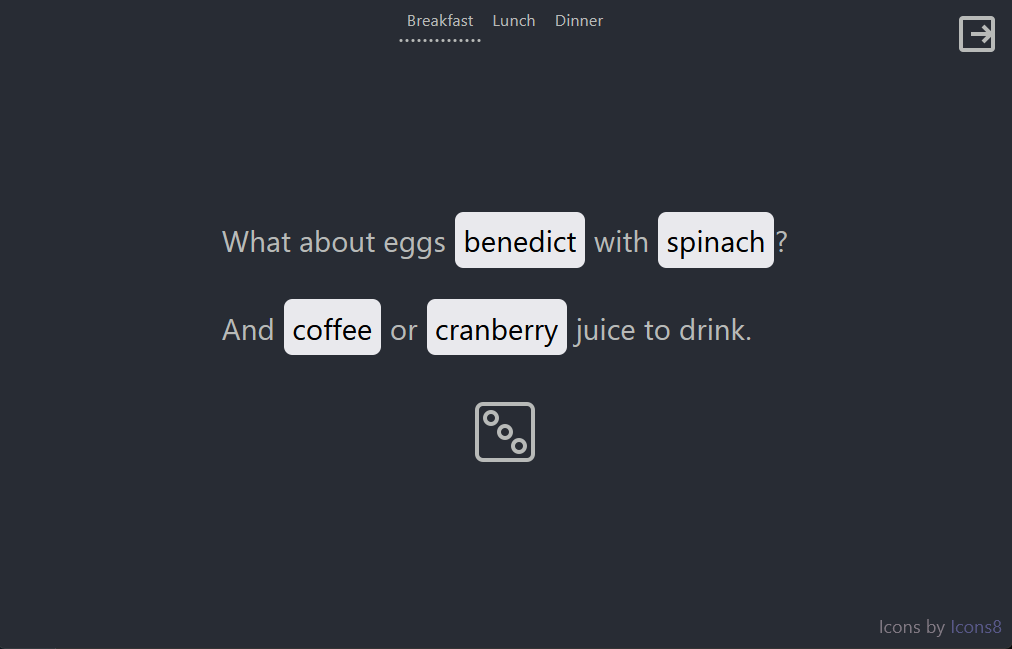 Breakfast Lunch Dinner
What about eggs benedict with spinach?
And coffee or cranberry juice to drink.
Icons by Icons8